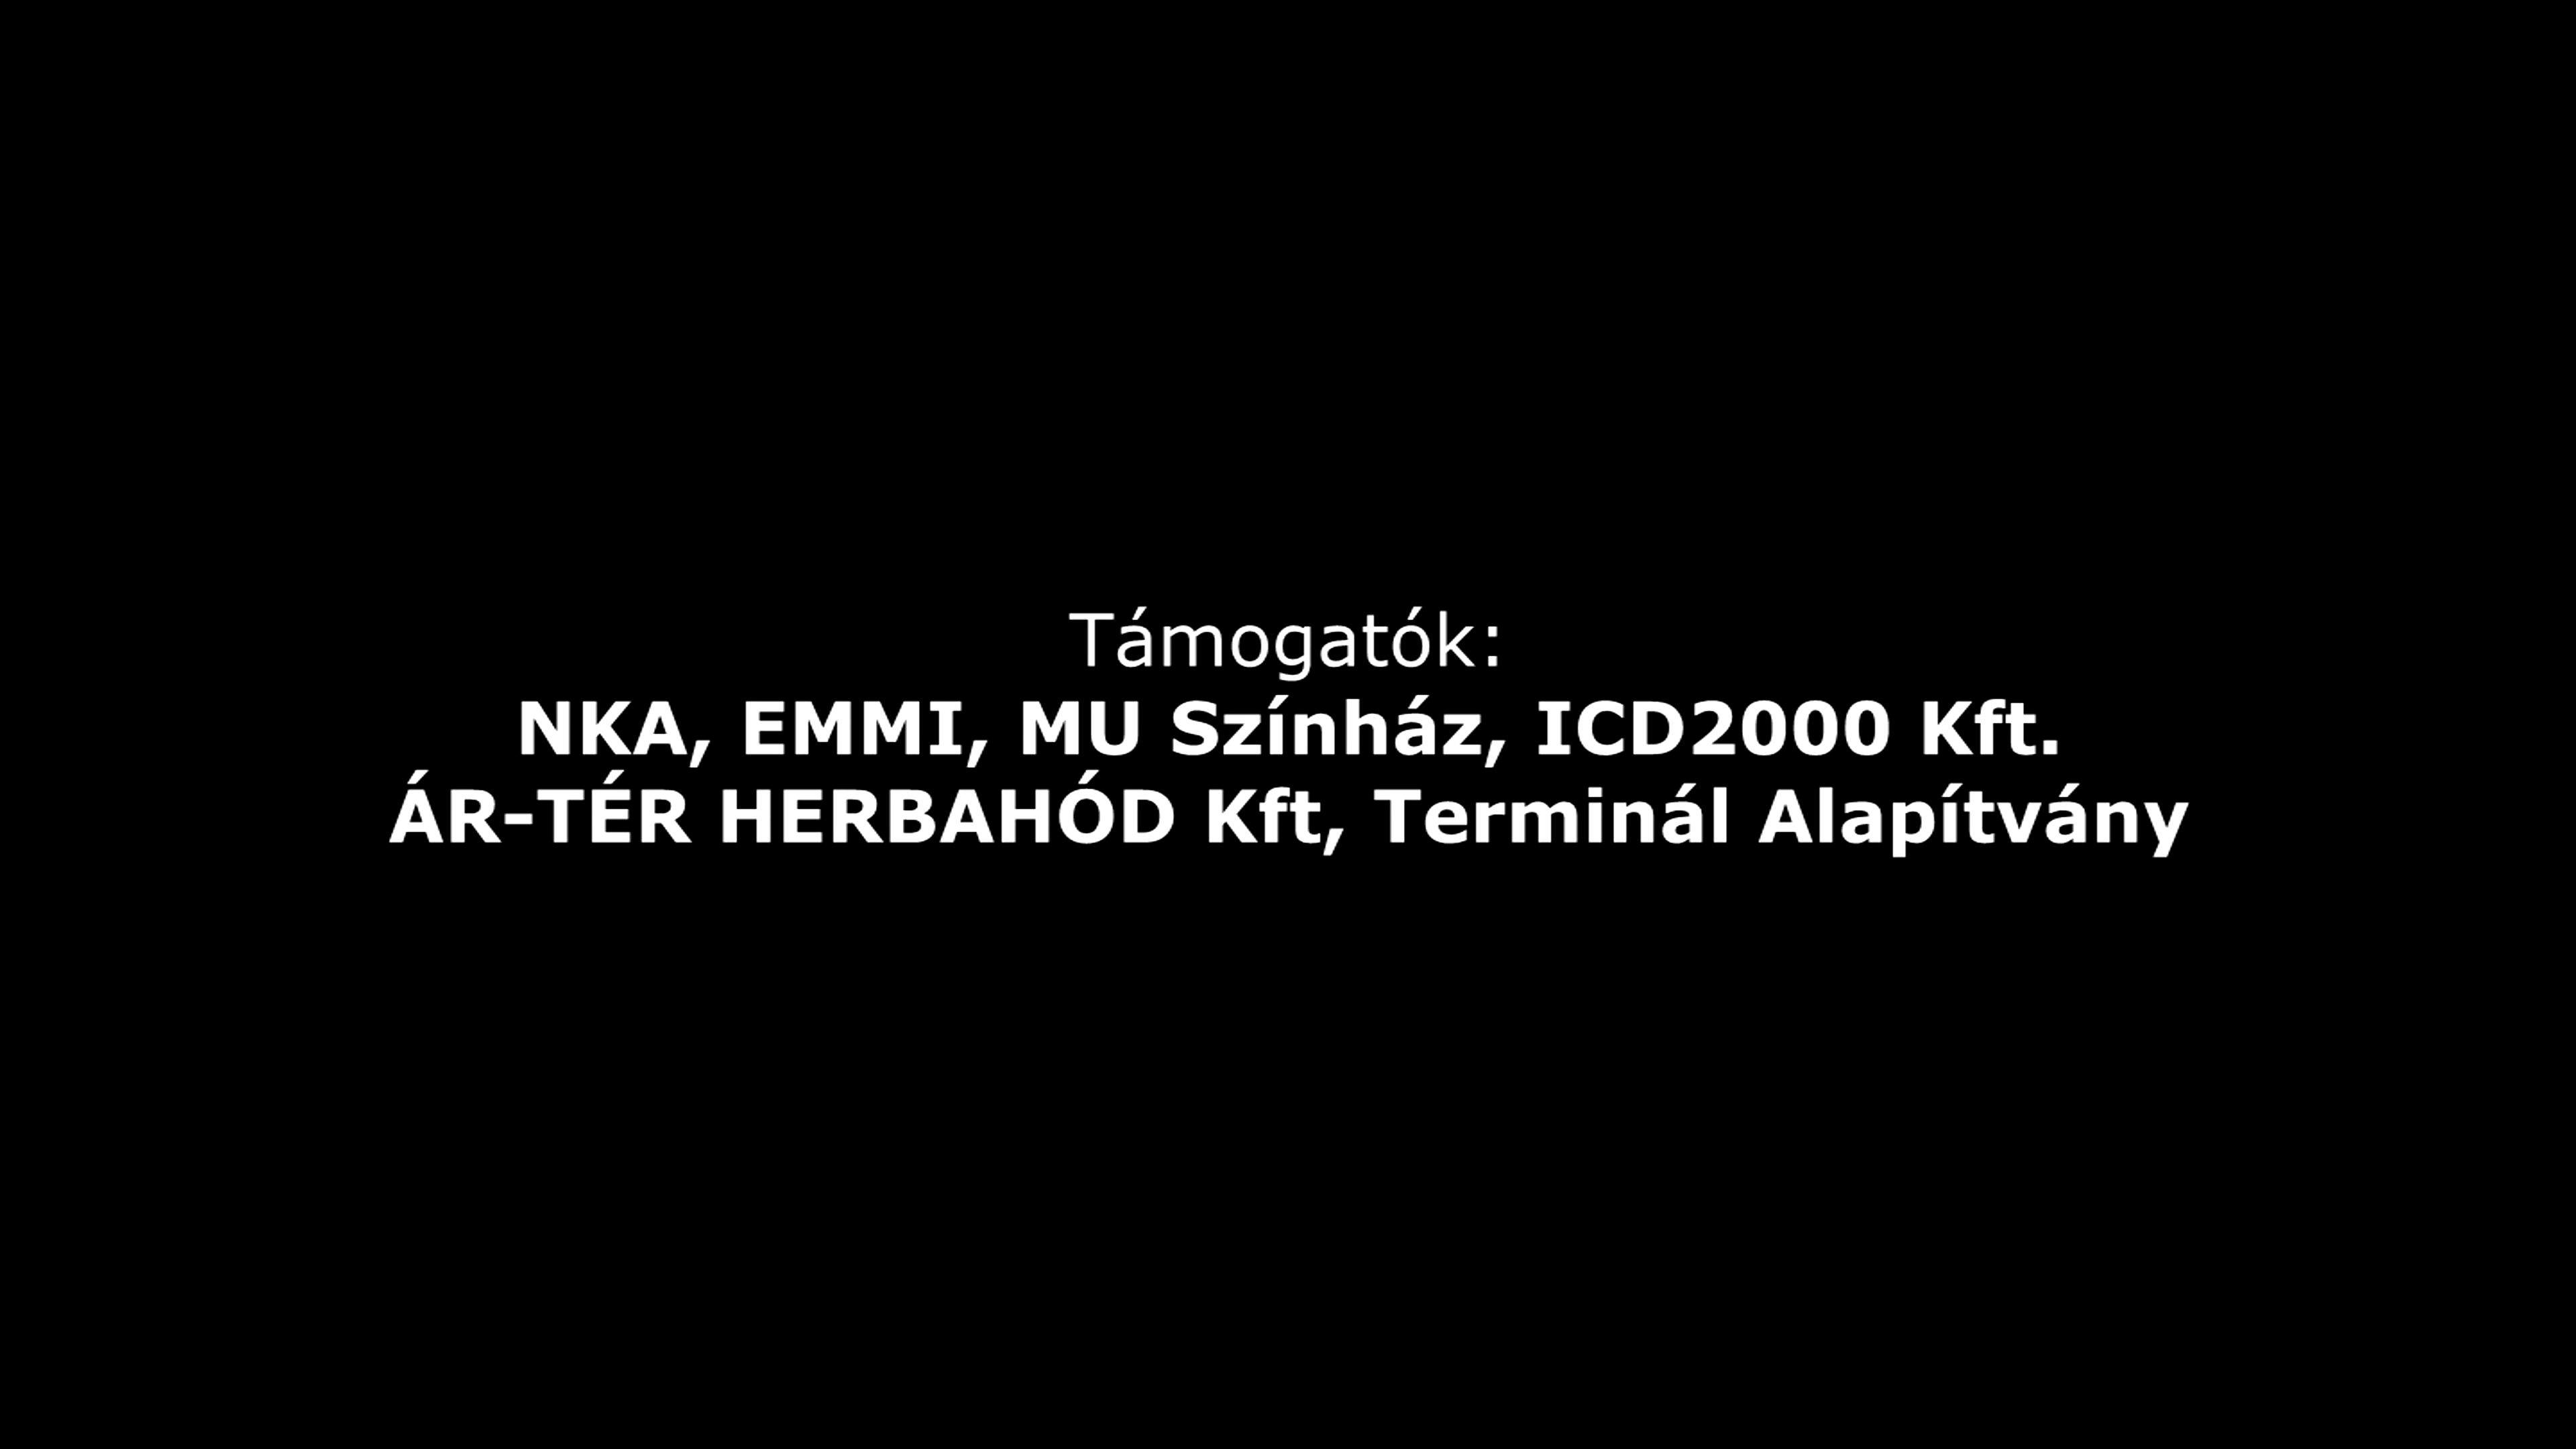 Támogatók:
NKA, EMMI, MU Színház, ICD2000 Kft.
ÁR-TÉR HERBAHÓD Kft, Terminál Alapítvány